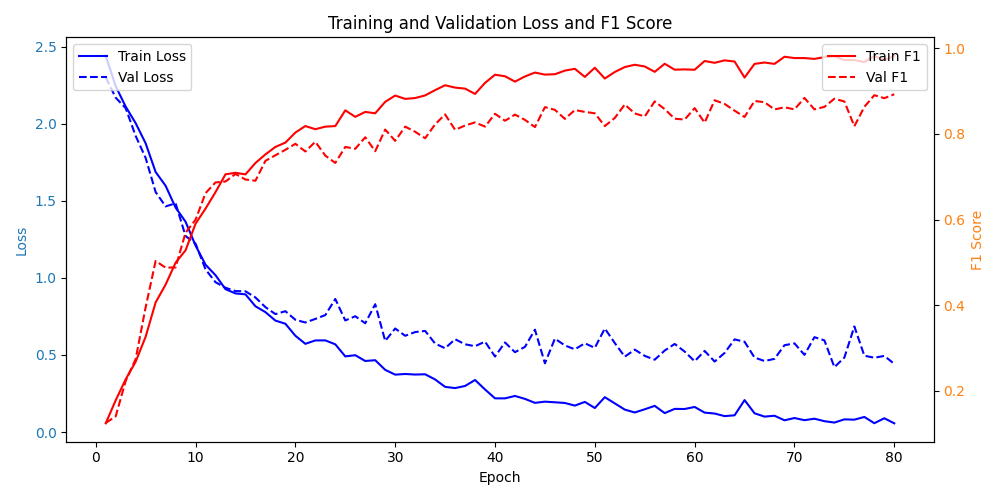 Training and Validation Loss and F1 Score
Train Loss
Val Loss
Train F1
Val F1
2.5
2.0
1.5
1.0
0.5
0.0
Loss
1.0
0.8
0.6
0.4
0.2
F1 Score
0 10 20 30 40 50 60 70 80
Epoch